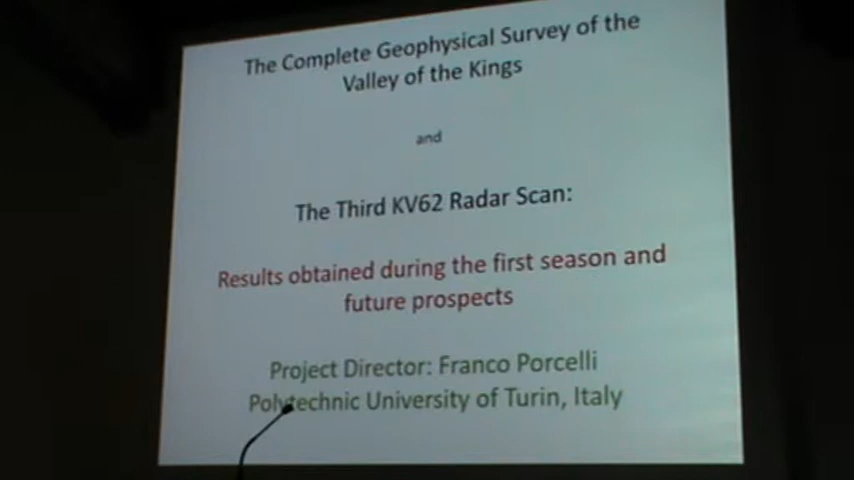 The Complete Geophysical Survey of the
Valley of the Kings
and
The Third KV62 Radar Scan:
Results obtained during the first season and
future prospects
Project Director: Franco Porcelli
Polytechnic University of Turin, Italy